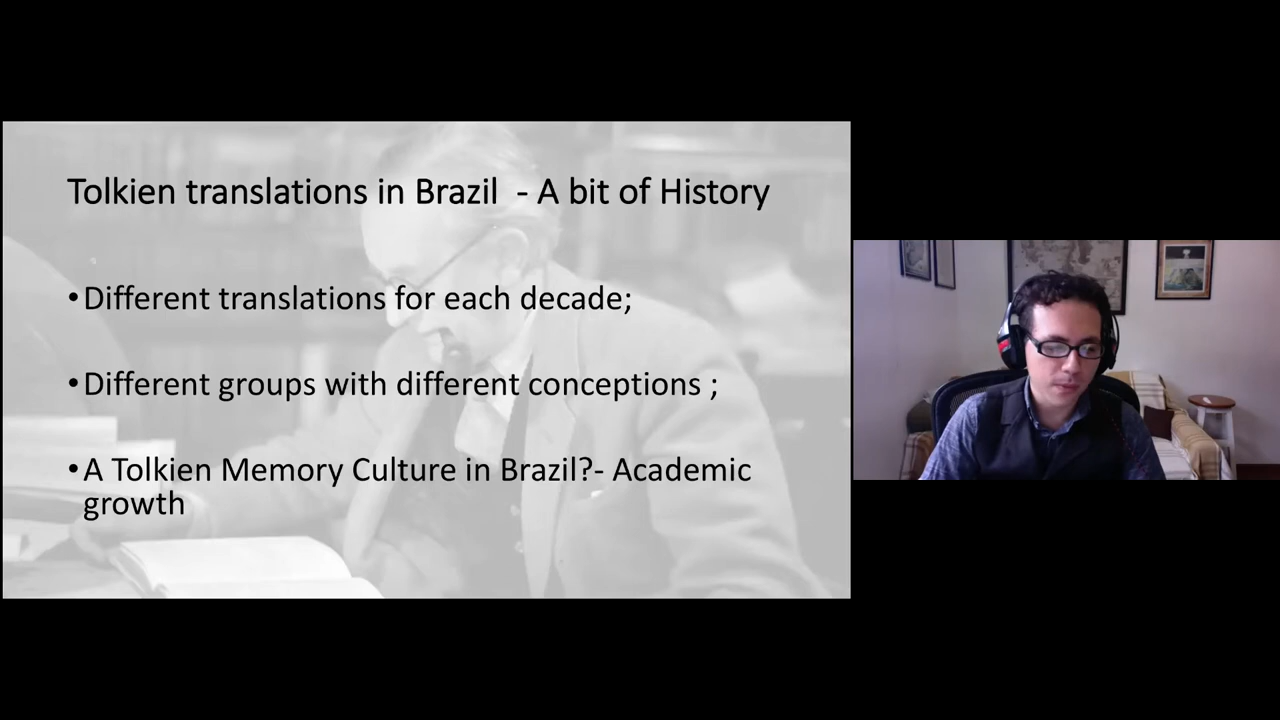 Tolkien translations in Brazil  - A bit of History
•Different translations for each decade;
•Different groups with different conceptions ;
•A Tolkien Memory Culture in Brazil?- Academic
growth